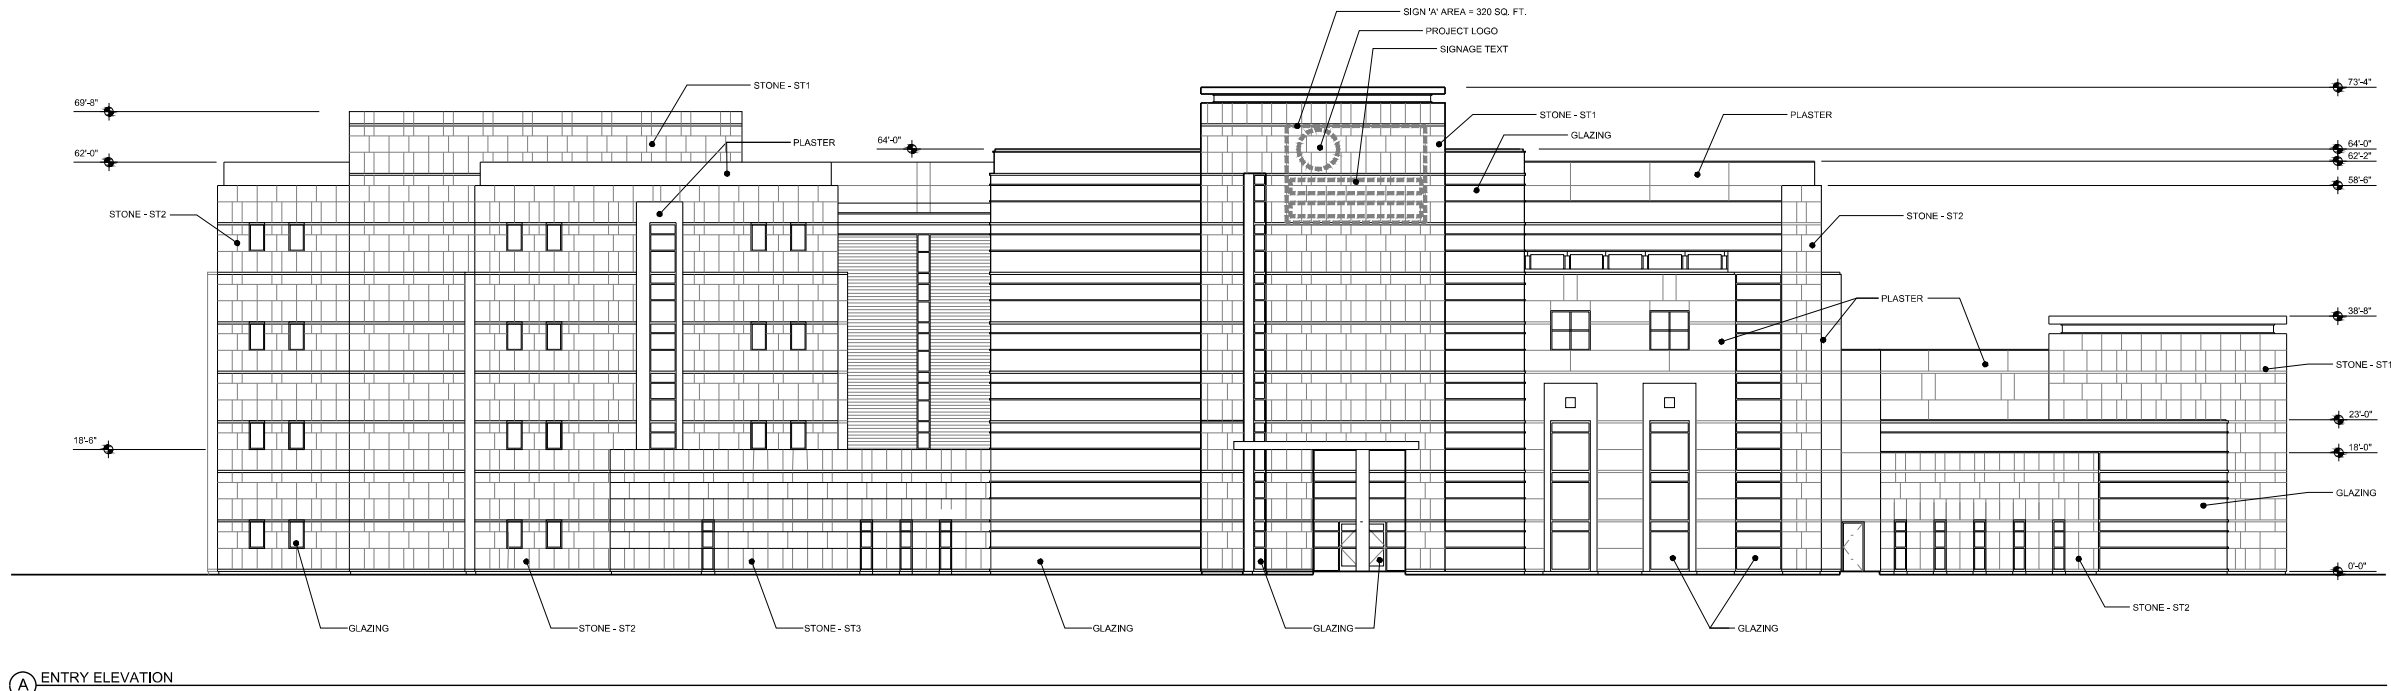 SIGN 'A' AREA = 320 SQ. FT.
PROJECT LOGO
SIGNAGE TEXT
STONE - ST1
73'-4"
69'-8"
STONE - ST1
PLASTER
GLAZING
PLASTER
64'-0"
64'-0"
62'-0"
62'-2"
58'-6"
STONE - ST2
STONE - ST2
PLASTER
38'-8"
STONE - ST1
23'-0"
18'-6"
18'-0"
GLAZING
0'-0"
STONE - ST2
GLAZING
STONE - ST2
STONE - ST3
GLAZING
GLAZING
GLAZING
A ENTRY ELEVATION